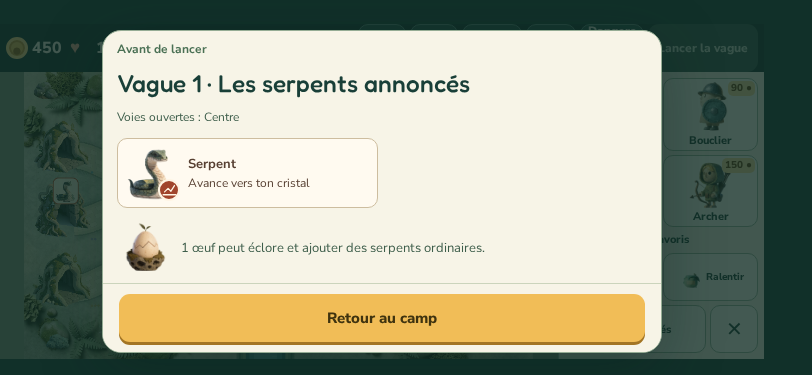 450
Lancer la vague
Avant de lancer
Vague 1 · Les serpents annoncés
Voies ouvertes : Centre
Serpent
Avance vers ton cristal
1 œuf peut éclore et ajouter des serpents ordinaires.
Retour au camp
90
Bouclier
150
Archer
Ralentir